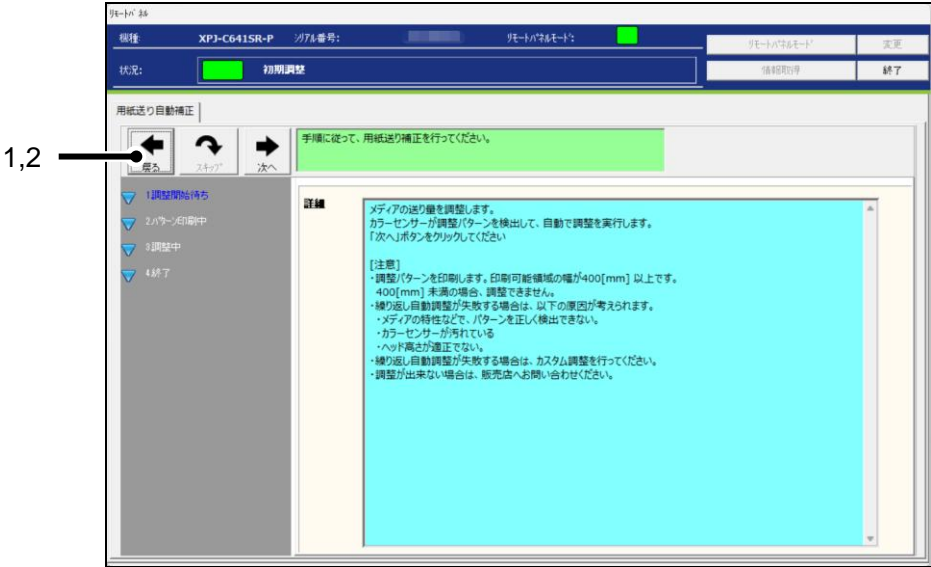 リモートパネル
機種:
XPJ-C641SR-P
シリアル番号:
リモートパネルモード:
リモートパネルモード
変更
状況:
初期調整
情報取得
終了
用紙送り自動補正
戻る
スキップ
次へ
手順に従って、用紙送り補正を行ってください。
1,2
1.調整開始待ち
2.パターン印刷中
3.調整中
4.終了
詳細
メディアの送り量を調整します。
カラーセンサーが調整パターンを検出して、自動で調整を実行します。
「次へ」ボタンをクリックしてください
[注意]
・調整パターンを印刷します。印刷可能領域の幅が400[mm] 以上です。
400[mm] 未満の場合、調整できません。
・繰り返し自動調整が失敗する場合は、以下の原因が考えられます。
・メディアの特性などで、パターンを正しく検出できない。
・カラーセンサーが汚れている
・ヘッド高さが適正でない。
・繰り返し自動調整が失敗する場合は、カスタム調整を行ってください。
・調整が出来ない場合は、販売店へお問い合わせください。